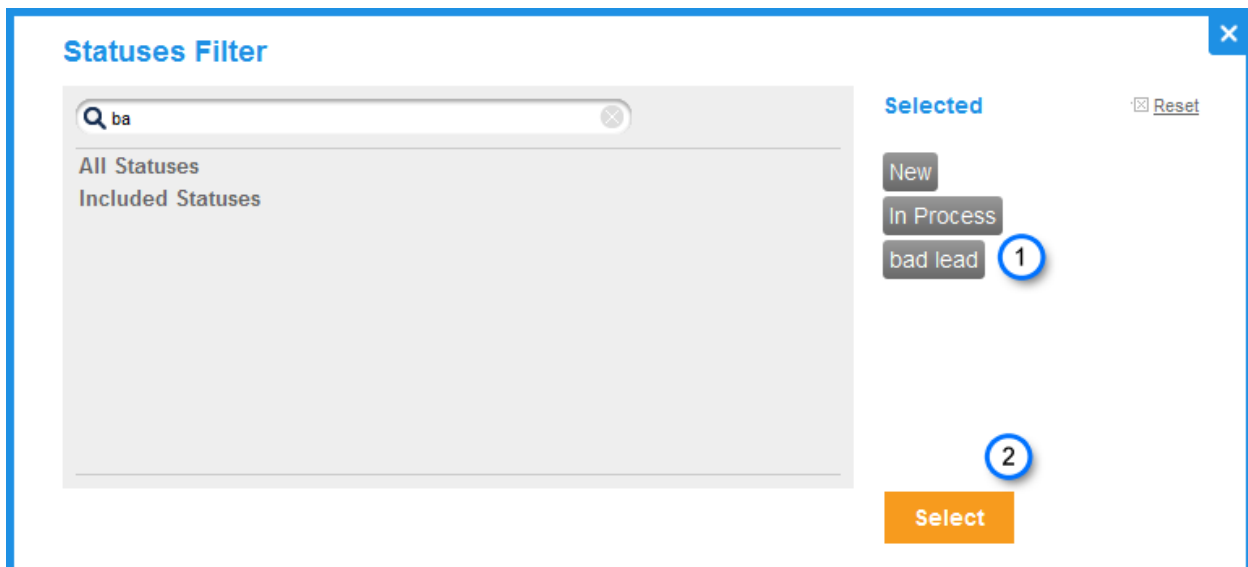 Statuses Filter
ba
All Statuses
Included Statuses
Selected
Reset
New
In Process
bad lead
1
2
Select